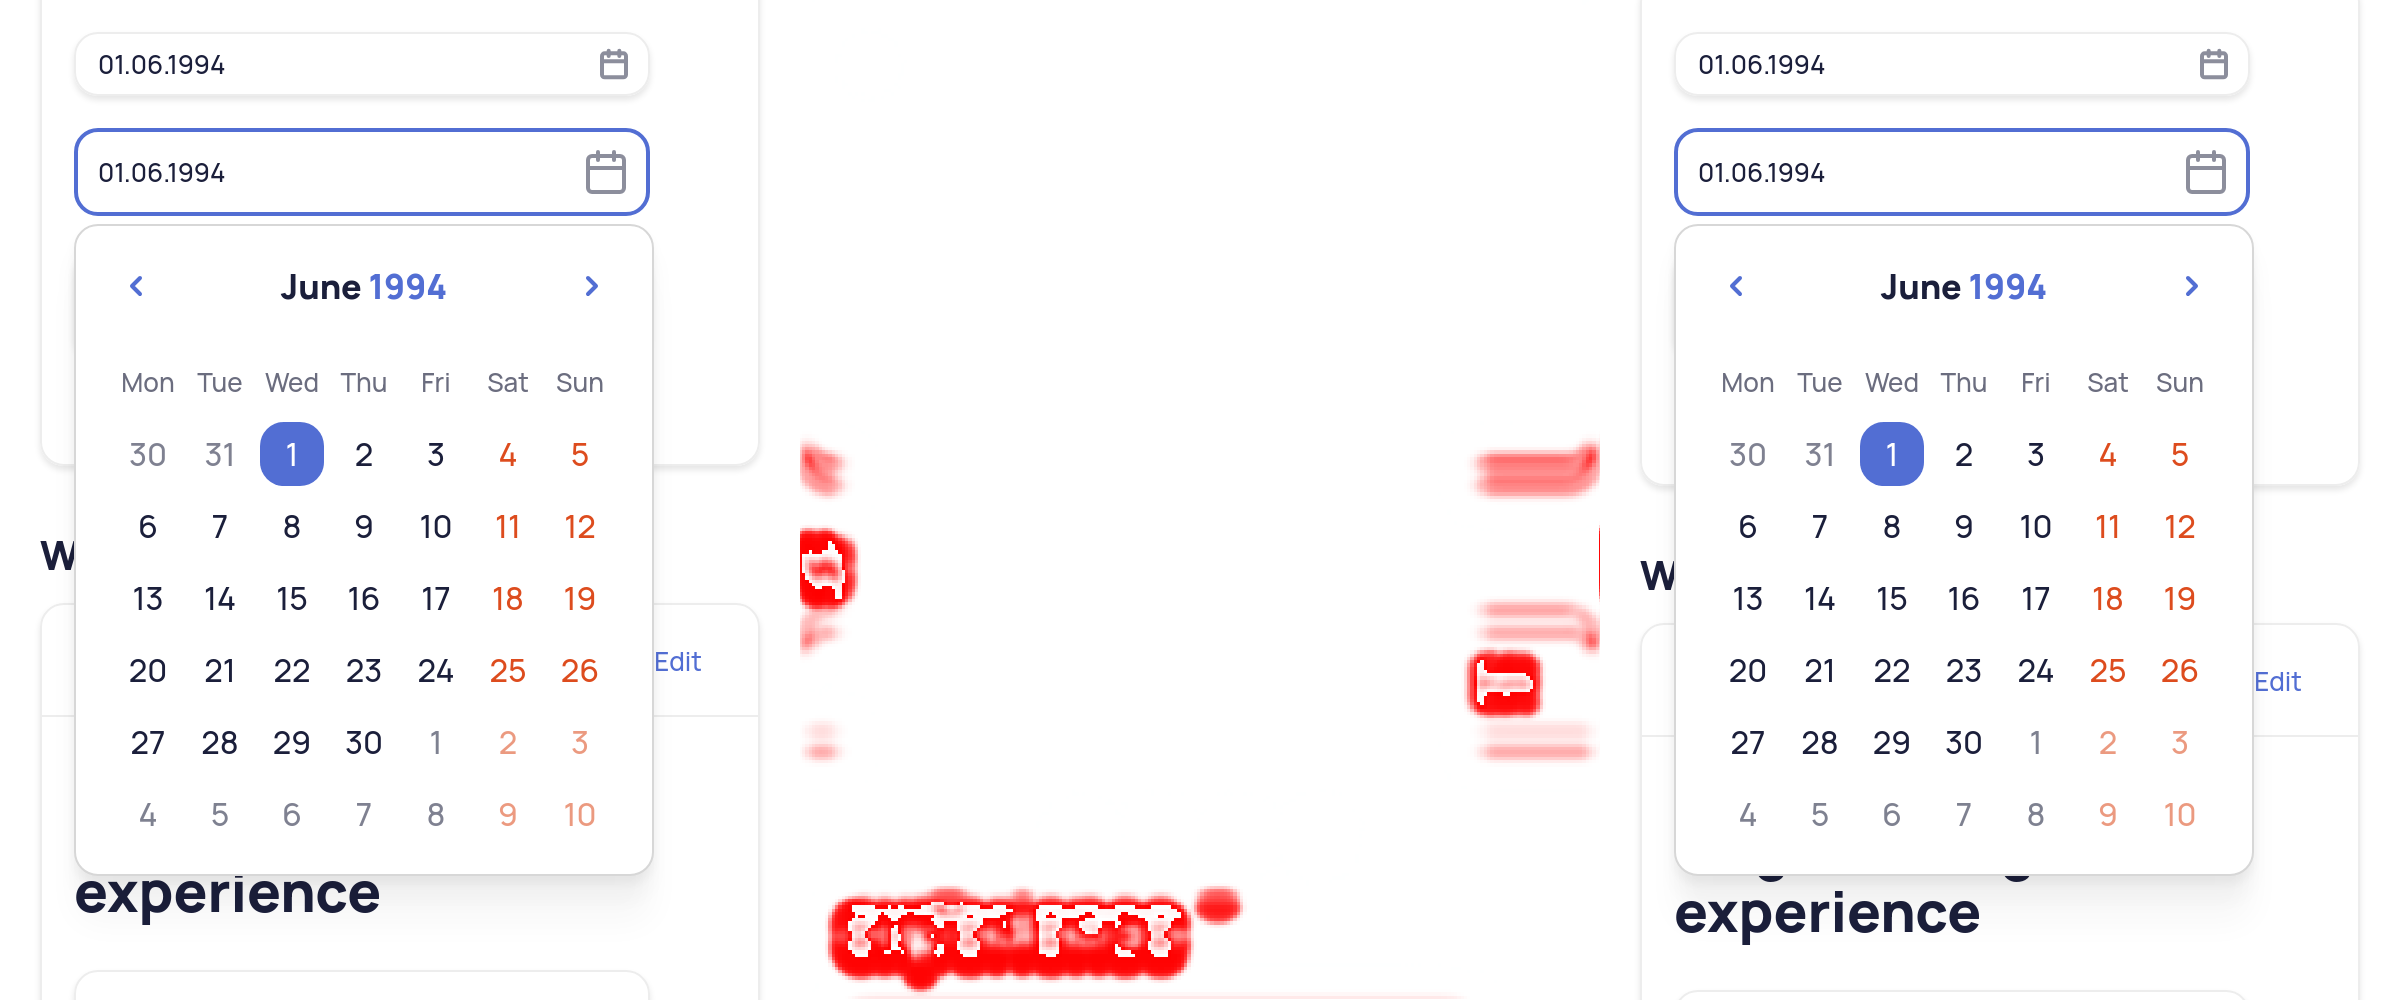 01.06.1994
01.06.1994
June 1994
Mon Tue Wed Thu Fri Sat Sun
30 31 1 2 3 4 5
6 7 8 9 10 11 12
13 14 15 16 17 18 19
20 21 22 23 24 25 26
27 28 29 30 1 2 3
4 5 6 7 8 9 10
W
Edit
experience
01.06.1994
01.06.1994
June 1994
Mon Tue Wed Thu Fri Sat Sun
30 31 1 2 3 4 5
6 7 8 9 10 11 12
13 14 15 16 17 18 19
20 21 22 23 24 25 26
27 28 29 30 1 2 3
4 5 6 7 8 9 10
W
Edit
experience